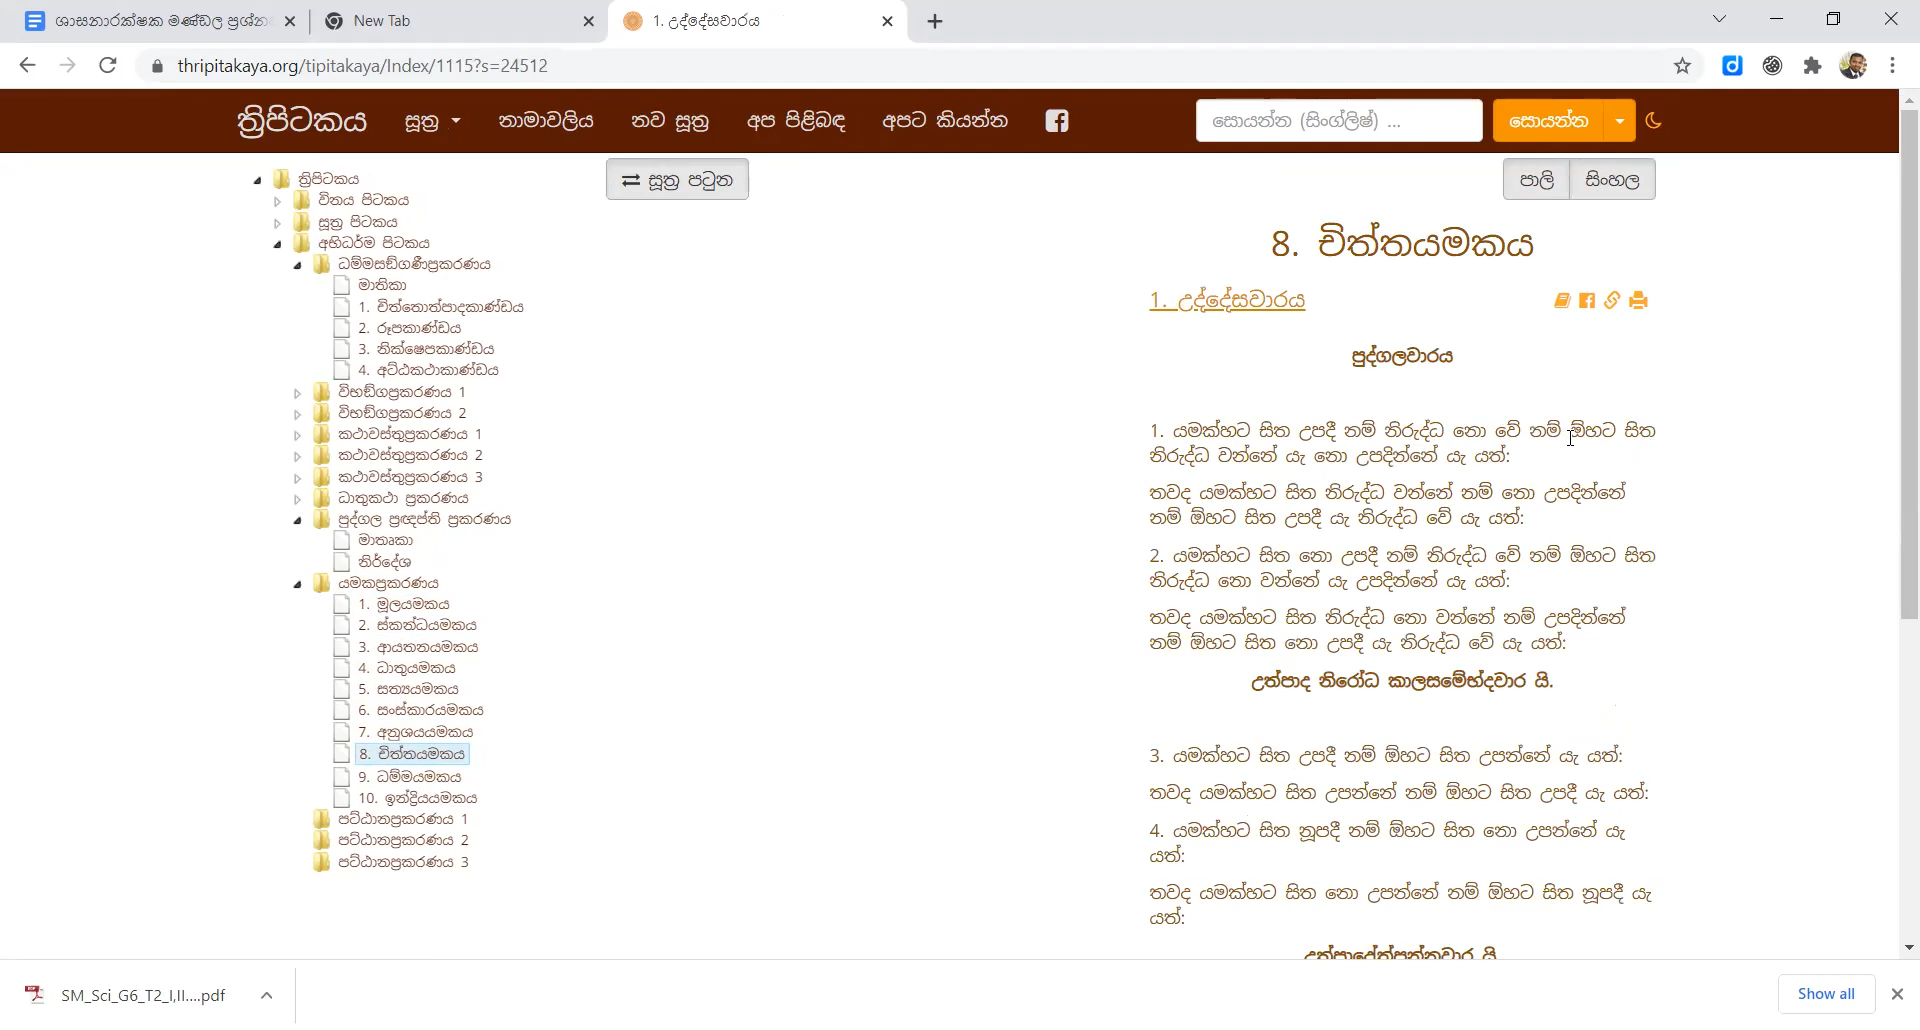 ශාසනාරක්ෂක මණ්ඩල ප්‍රශ්න
New Tab
1. උද්දේසවාරය
thripitakaya.org/tipitakaya/Index/1115?s=24512
ත්‍රිපිටකය සූත්‍ර නාමාවලිය නව සූත්‍ර අප පිළිබඳ අපට කියන්න
සොයන්න (සිංග්ලිෂ්) ...
සොයන්න
ත්‍රිපිටකය
විනය පිටකය
සූත්‍ර පිටකය
අභිධර්ම පිටකය
ධම්මසඞ්ගණීප්‍රකරණය
මාතිකා
1. චිත්තොත්පාදකාණ්ඩය
2. රූපකාණ්ඩය
3. නික්ෂෙපකාණ්ඩය
4. අට්ඨකථාකාණ්ඩය
විභඞ්ගප්‍රකරණය 1
විභඞ්ගප්‍රකරණය 2
කථාවස්තුප්‍රකරණය 1
කථාවස්තුප්‍රකරණය 2
කථාවස්තුප්‍රකරණය 3
ධාතුකථා ප්‍රකරණය
පුද්ගල ප්‍රඥප්ති ප්‍රකරණය
මාතෘකා
නිර්දේශ
යමකප්‍රකරණය
1. මූලයමකය
2. ස්කන්ධයමකය
3. ආයතනයමකය
4. ධාතුයමකය
5. සත්‍යයමකය
6. සංස්කාරයමකය
7. අනුශයයමකය
8. චිත්තයමකය
9. ධම්මයමකය
10. ඉන්ද්‍රියයමකය
පට්ඨානප්‍රකරණය 1
පට්ඨානප්‍රකරණය 2
පට්ඨානප්‍රකරණය 3
සූත්‍ර පටුන
පාලි සිංහල
8. චිත්තයමකය
1. උද්දේසවාරය
පුද්ගලවාරය
1. යමක්හට සිත උපදී නම් නිරුද්ධ නො වේ නම් ඕහට සිත
නිරුද්ධ වන්නේ යැ නො උපදින්නේ යැ යත්:
තවද යමක්හට සිත නිරුද්ධ වන්නේ නම් නො උපදින්නේ
නම් ඕහට සිත උපදී යැ නිරුද්ධ වේ යැ යත්:
2. යමක්හට සිත නො උපදී නම් නිරුද්ධ වේ නම් ඕහට සිත
නිරුද්ධ නො වන්නේ යැ උපදින්නේ යැ යත්:
තවද යමක්හට සිත නිරුද්ධ නො වන්නේ නම් උපදින්නේ
නම් ඕහට සිත නො උපදී යැ නිරුද්ධ වේ යැ යත්:
උත්පාද නිරෝධ කාලසම්භේදවාර යි.
3. යමක්හට සිත උපදී නම් ඕහට සිත උපන්නේ යැ යත්:
තවද යමක්හට සිත උපන්නේ නම් ඕහට සිත උපදී යැ යත්:
4. යමක්හට සිත නූපදී නම් ඕහට සිත නො උපන්නේ යැ
යත්:
තවද යමක්හට සිත නො උපන්නේ නම් ඕහට සිත නූපදී යැ
යත්:
SM_Sci_G6_T2_I,II....pdf
Show all